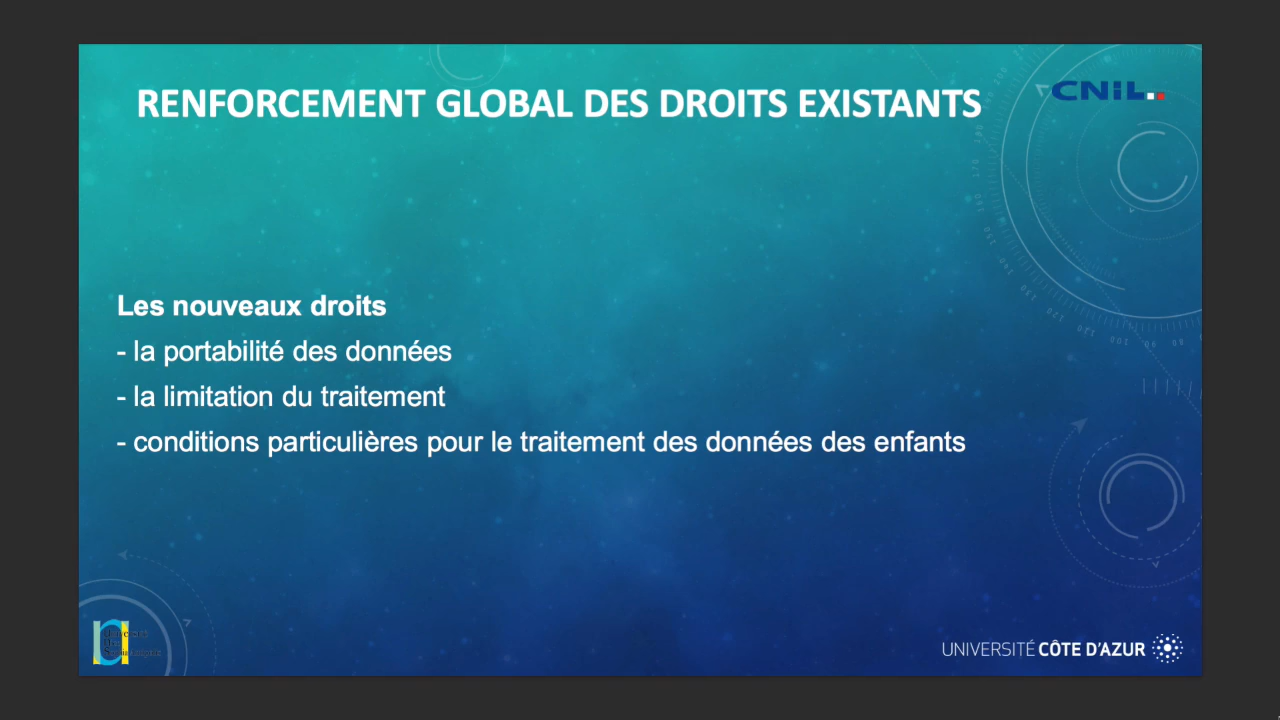 RENFORCEMENT GLOBAL DES DROITS EXISTANTS
CNIL
Les nouveaux droits
- la portabilité des données
- la limitation du traitement
- conditions particulières pour le traitement des données des enfants
UNIVERSITÉ CÔTE D'AZUR